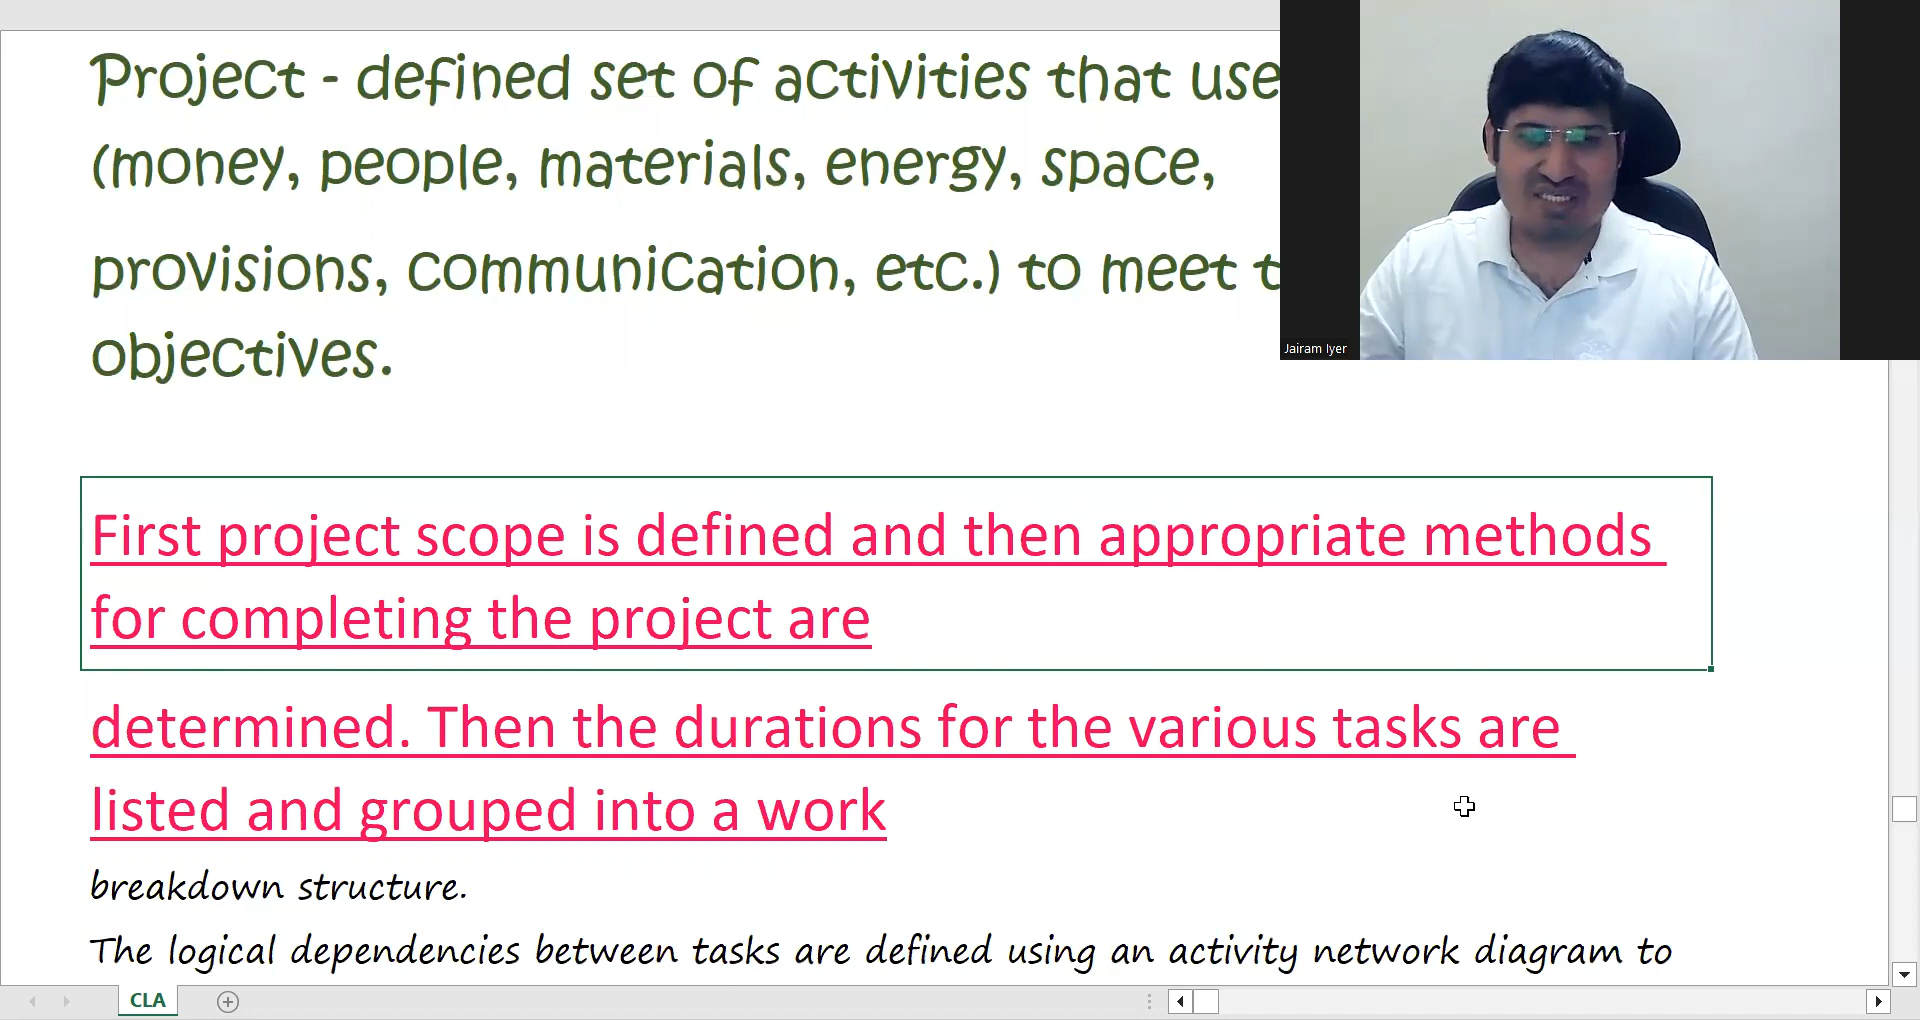 Project - defined set of activities that use
(money, people, materials, energy, space,
provisions, communication, etc.) to meet t
objectives.
Jairam Iyer
First project scope is defined and then appropriate methods
for completing the project are
determined. Then the durations for the various tasks are
listed and grouped into a work
breakdown structure.
The logical dependencies between tasks are defined using an activity network diagram to
CLA